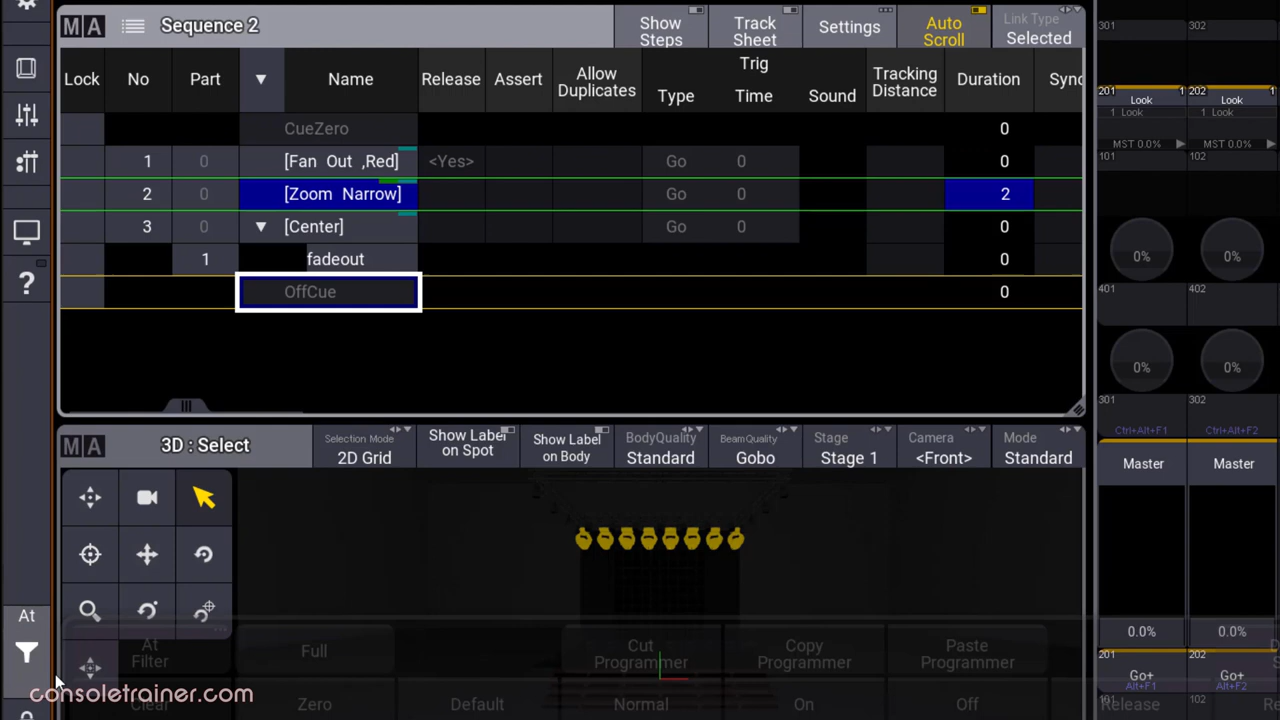 MA Sequence 2 Show Steps Track Sheet Settings Auto Scroll Link Type Selected
Lock No Part Name Release Assert Allow Duplicates Trig Type Trig Time Sound Tracking Distance Duration Sync
CueZero 0
1 0 [Fan Out ,Red] <Yes> Go 0 0
2 0 [Zoom Narrow] Go 0 2
3 0 [Center] Go 0 0
1 fadeout 0
OffCue 0
MA 3D : Select Selection Mode 2D Grid Show Label on Spot Show Label on Body BodyQuality Standard BeamQuality Gobo Stage Stage 1 Camera <Front> Mode Standard
At
At Filter Full Cut Programmer Copy Programmer Paste Programmer
Clear Zero Default Normal On Off Release
?
consoletrainer.com
301 302
201 1 202 1
Look Look
1 Look 1 Look
MST 0.0% MST 0.0%
101 102
0% 0%
401 402
0% 0%
301 302
Ctrl+Alt+F1 Ctrl+Alt+F2
Master Master
0.0% 0.0%
201 202
Go+ Go+
Alt+F1 Alt+F2
101 102